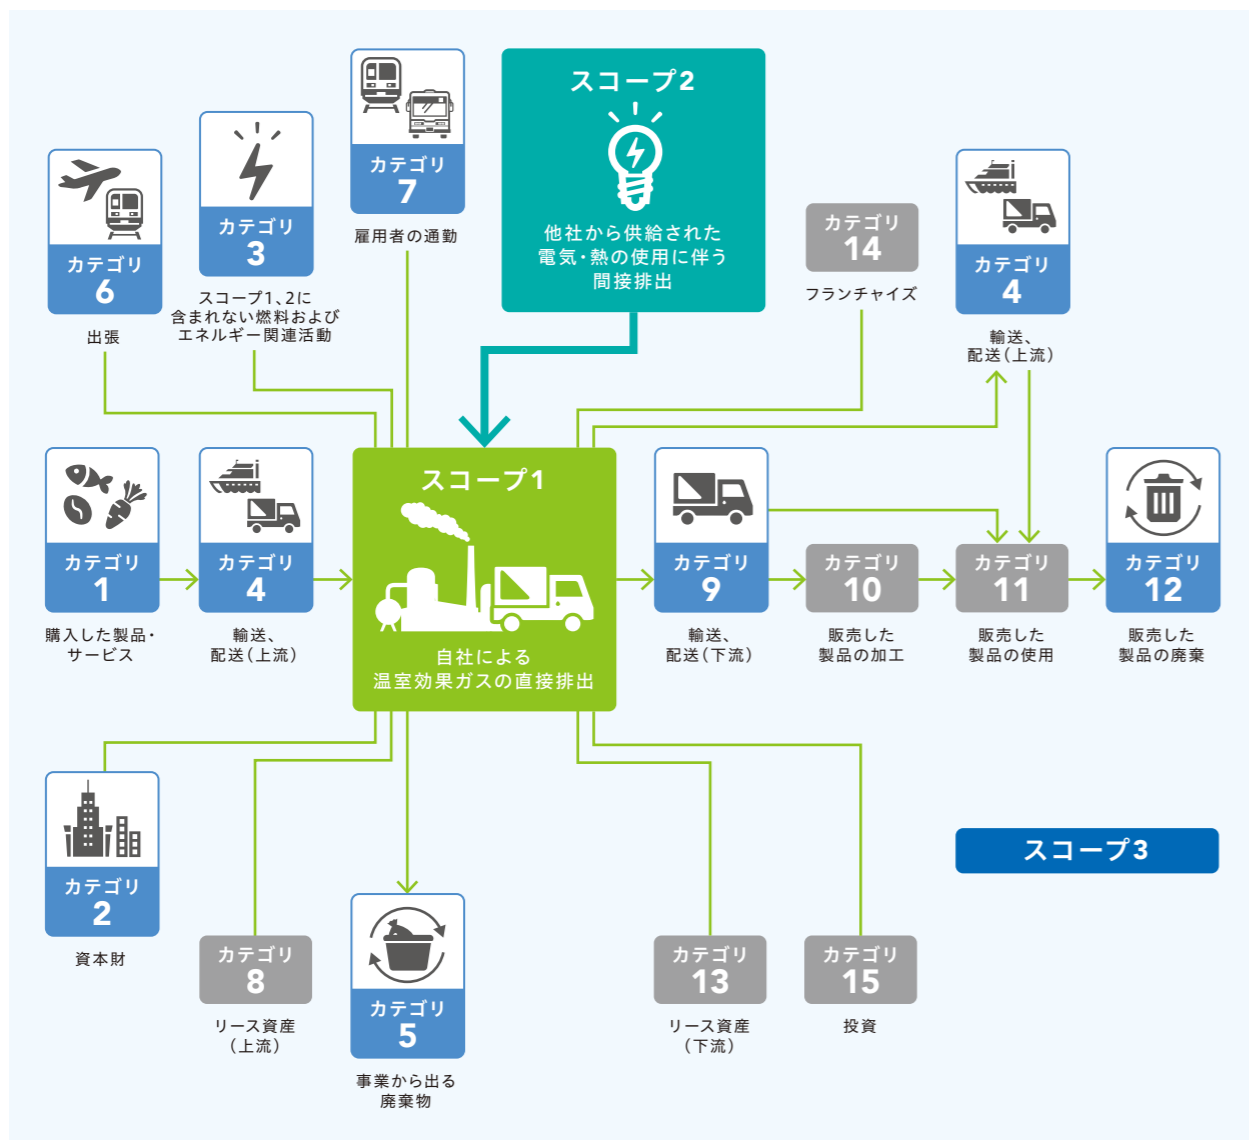 カテゴリ
7
雇用者の通勤
スコープ2
他社から供給された
電気・熱の使用に伴う
間接排出
カテゴリ
3
スコープ1、2に
含まれない燃料および
エネルギー関連活動
カテゴリ
6
出張
カテゴリ
14
フランチャイズ
カテゴリ
4
輸送、
配送(上流)
カテゴリ
1
購入した製品・
サービス
カテゴリ
4
輸送、
配送(上流)
スコープ1
自社による
温室効果ガスの直接排出
カテゴリ
9
輸送、
配送(下流)
カテゴリ
10
販売した
製品の加工
カテゴリ
11
販売した
製品の使用
カテゴリ
12
販売した
製品の廃棄
カテゴリ
2
資本財
カテゴリ
8
リース資産
(上流)
カテゴリ
5
事業から出る
廃棄物
カテゴリ
13
リース資産
(下流)
カテゴリ
15
投資
スコープ3